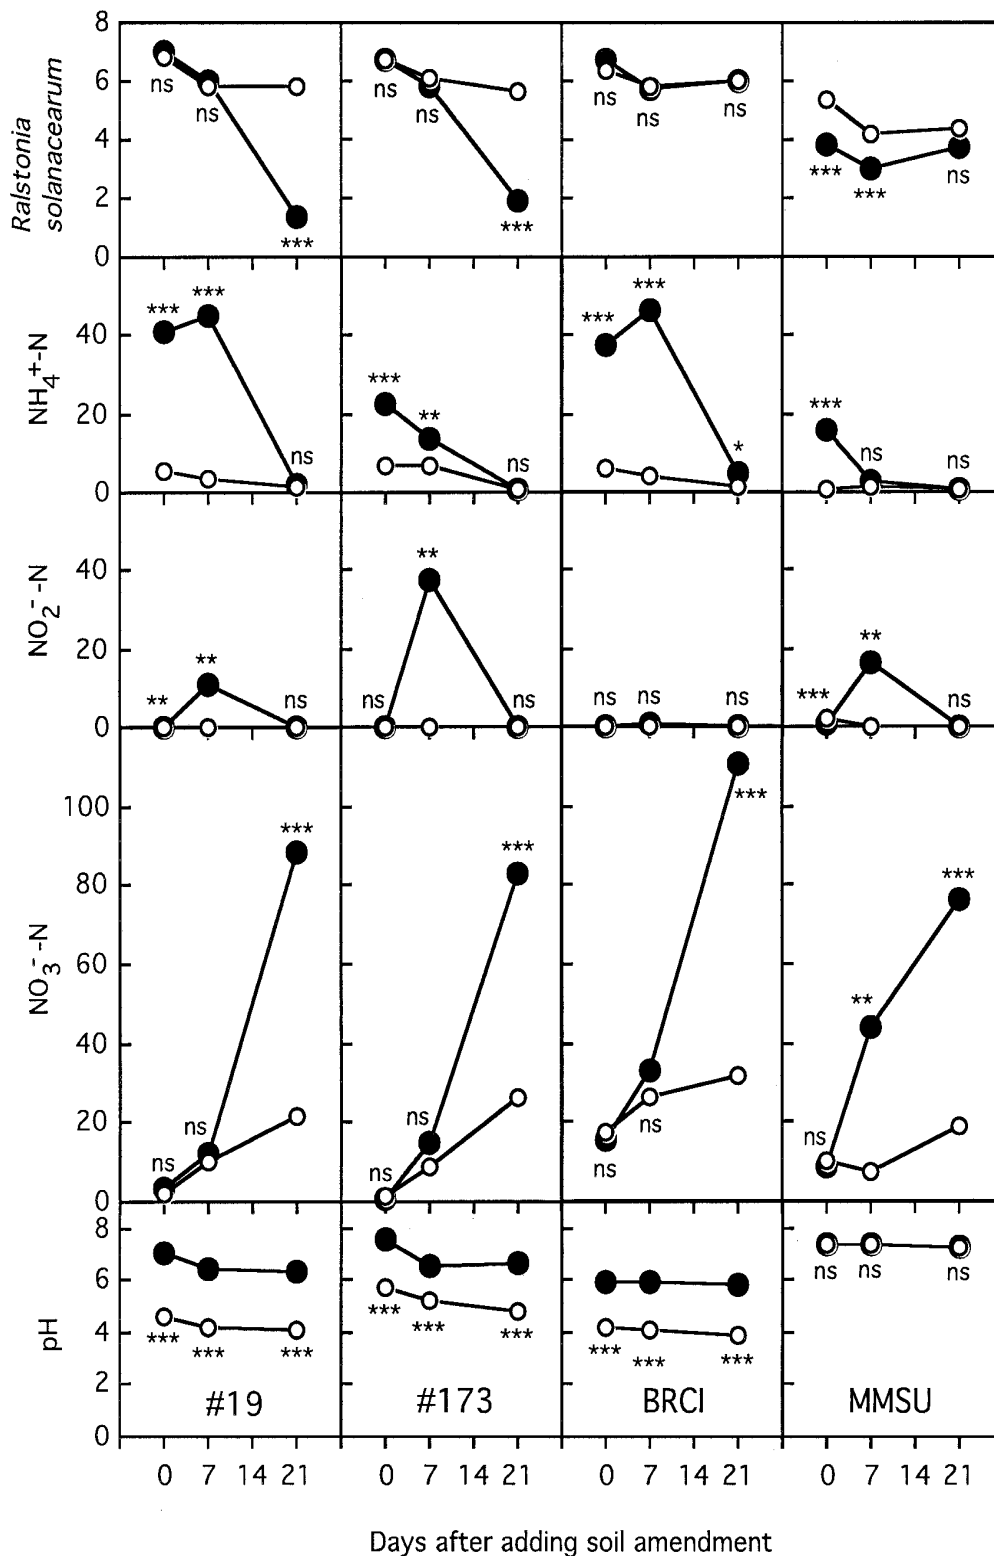 Ralstonia
solanacearum
8
6
4
2
0
ns
ns
***
ns
ns
***
ns
ns
ns
***
***
ns
NH4+-N
40
20
0
***
***
ns
***
**
ns
***
***
*
***
ns
ns
NO2--N
40
20
0
**
**
ns
ns
**
ns
ns
ns
ns
***
**
ns
NO3--N
100
80
60
40
20
0
ns
ns
***
ns
ns
***
ns
ns
***
ns
**
***
pH
8
6
4
2
0
***
***
***
***
***
***
***
***
***
ns
ns
ns
#19
#173
BRCI
MMSU
0 7 14 21 0 7 14 21 0 7 14 21 0 7 14 21
Days after adding soil amendment